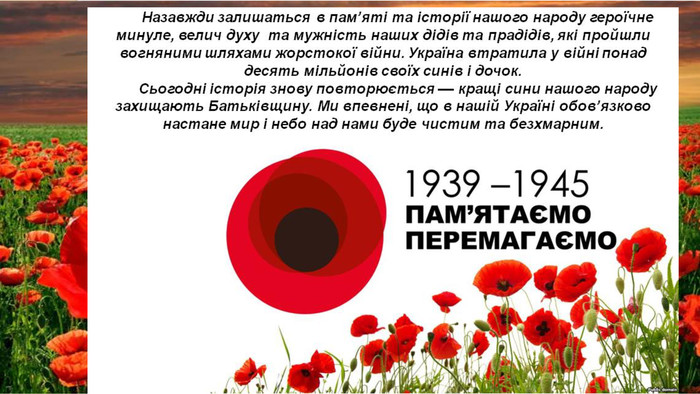 Назавжди залишаться в пам’яті та історії нашого народу героїчне
минуле, велич духу та мужність наших дідів та прадідів, які пройшли
вогняними шляхами жорстокої війни. Україна втратила у війні понад
десять мільйонів своїх синів і дочок.
Сьогодні історія знову повторюється — кращі сини нашого народу
захищають Батьківщину. Ми впевнені, що в нашій Україні обов’язково
настане мир і небо над нами буде чистим та безхмарним.
1939 –1945
ПАМ’ЯТАЄМО
ПЕРЕМАГАЄМО